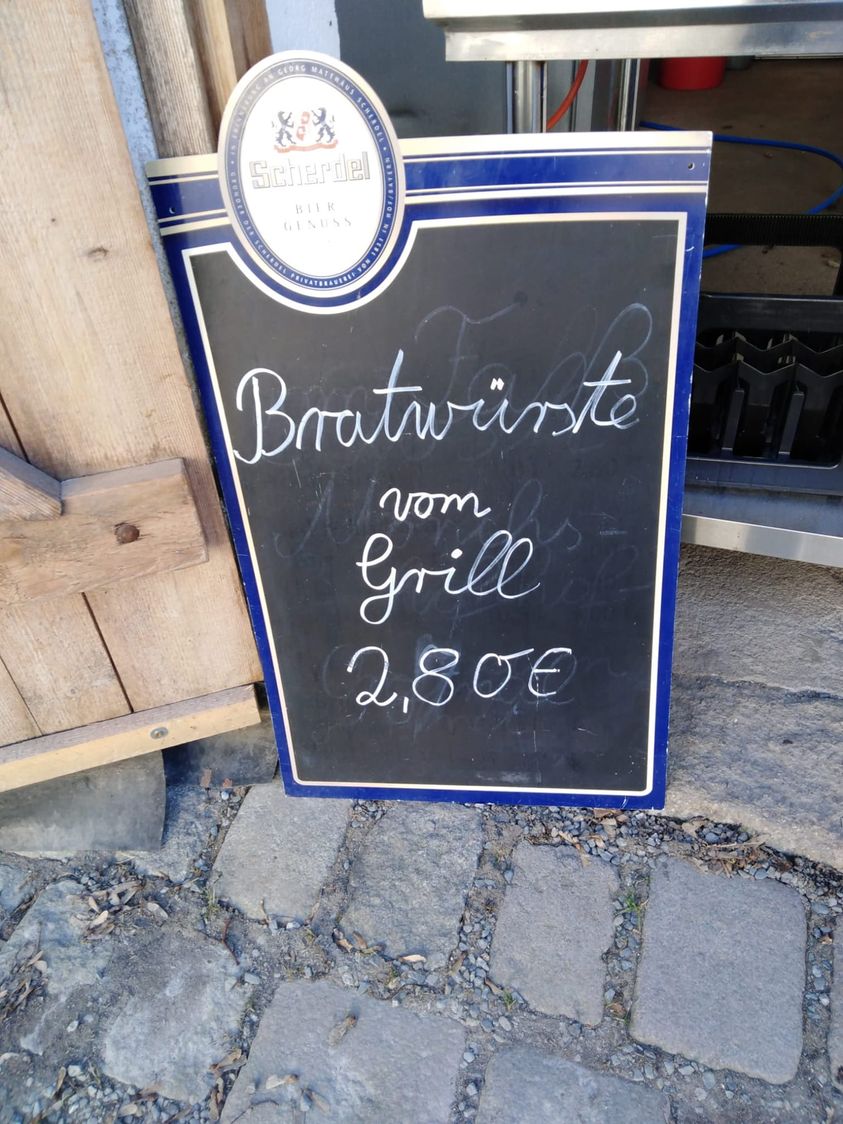 Scherdel
BIER
GENUSS
Bratwürste
vom
Grill
2,80€